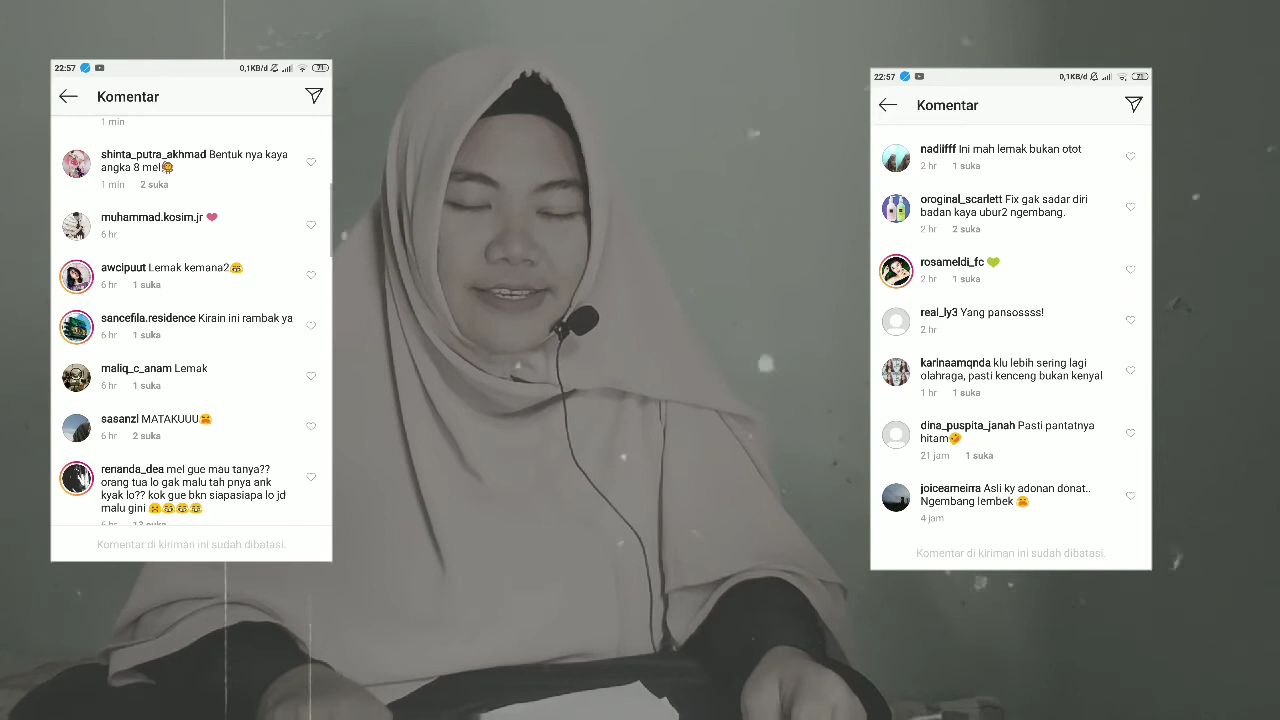 22:57
0,1KB/d
71
Komentar
1 min
shinta_putra_akhmad Bentuk nya kaya
angka 8 mel
1 min 2 suka
muhammad.kosim.jr
6 hr
awcipuut Lemak kemana2
6 hr 1 suka
sancefila.residence Kirain ini rambak ya
6 hr 1 suka
maliq_c_anam Lemak
6 hr 1 suka
sasanzl MATAKUUU
6 hr 2 suka
renanda_dea mel gue mau tanya??
orang tua lo gak malu tah pnya ank
kyak lo?? kok gue bkn siapasiapa lo jd
malu gini
6 hr 13 suka
Komentar di kiriman ini sudah dibatasi.
22:57
0,1KB/d
71
Komentar
nadiifff Ini mah lemak bukan otot
2 hr 1 suka
oroginal_scarlett Fix gak sadar diri
badan kaya ubur2 ngembang.
2 hr 2 suka
rosameldi_fc
2 hr 1 suka
real_ly3 Yang pansossss!
2 hr
karinaamqnda klu lebih sering lagi
olahraga, pasti kenceng bukan kenyal
1 hr 1 suka
dina_puspita_janah Pasti pantatnya
hitam
21 jam 1 suka
joiceameirra Asli ky adonan donat..
Ngembang lembek
4 jam
Komentar di kiriman ini sudah dibatasi.